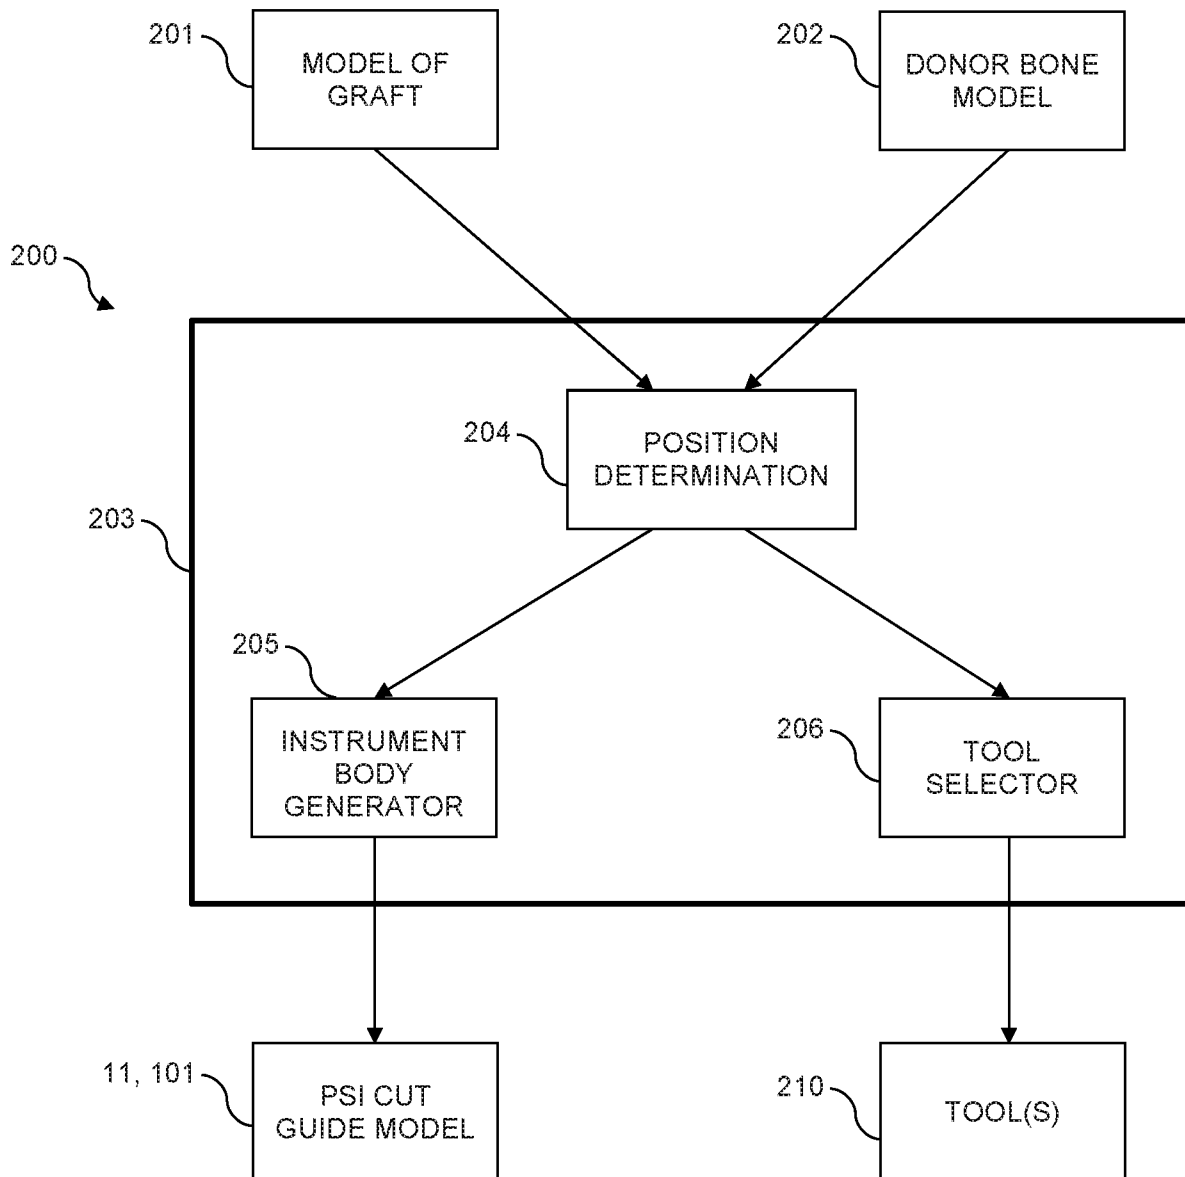 201
MODEL OF
GRAFT
202
DONOR BONE
MODEL
200
204
POSITION
DETERMINATION
203
205
INSTRUMENT
BODY
GENERATOR
206
TOOL
SELECTOR
11, 101
PSI CUT
GUIDE MODEL
210
TOOL(S)